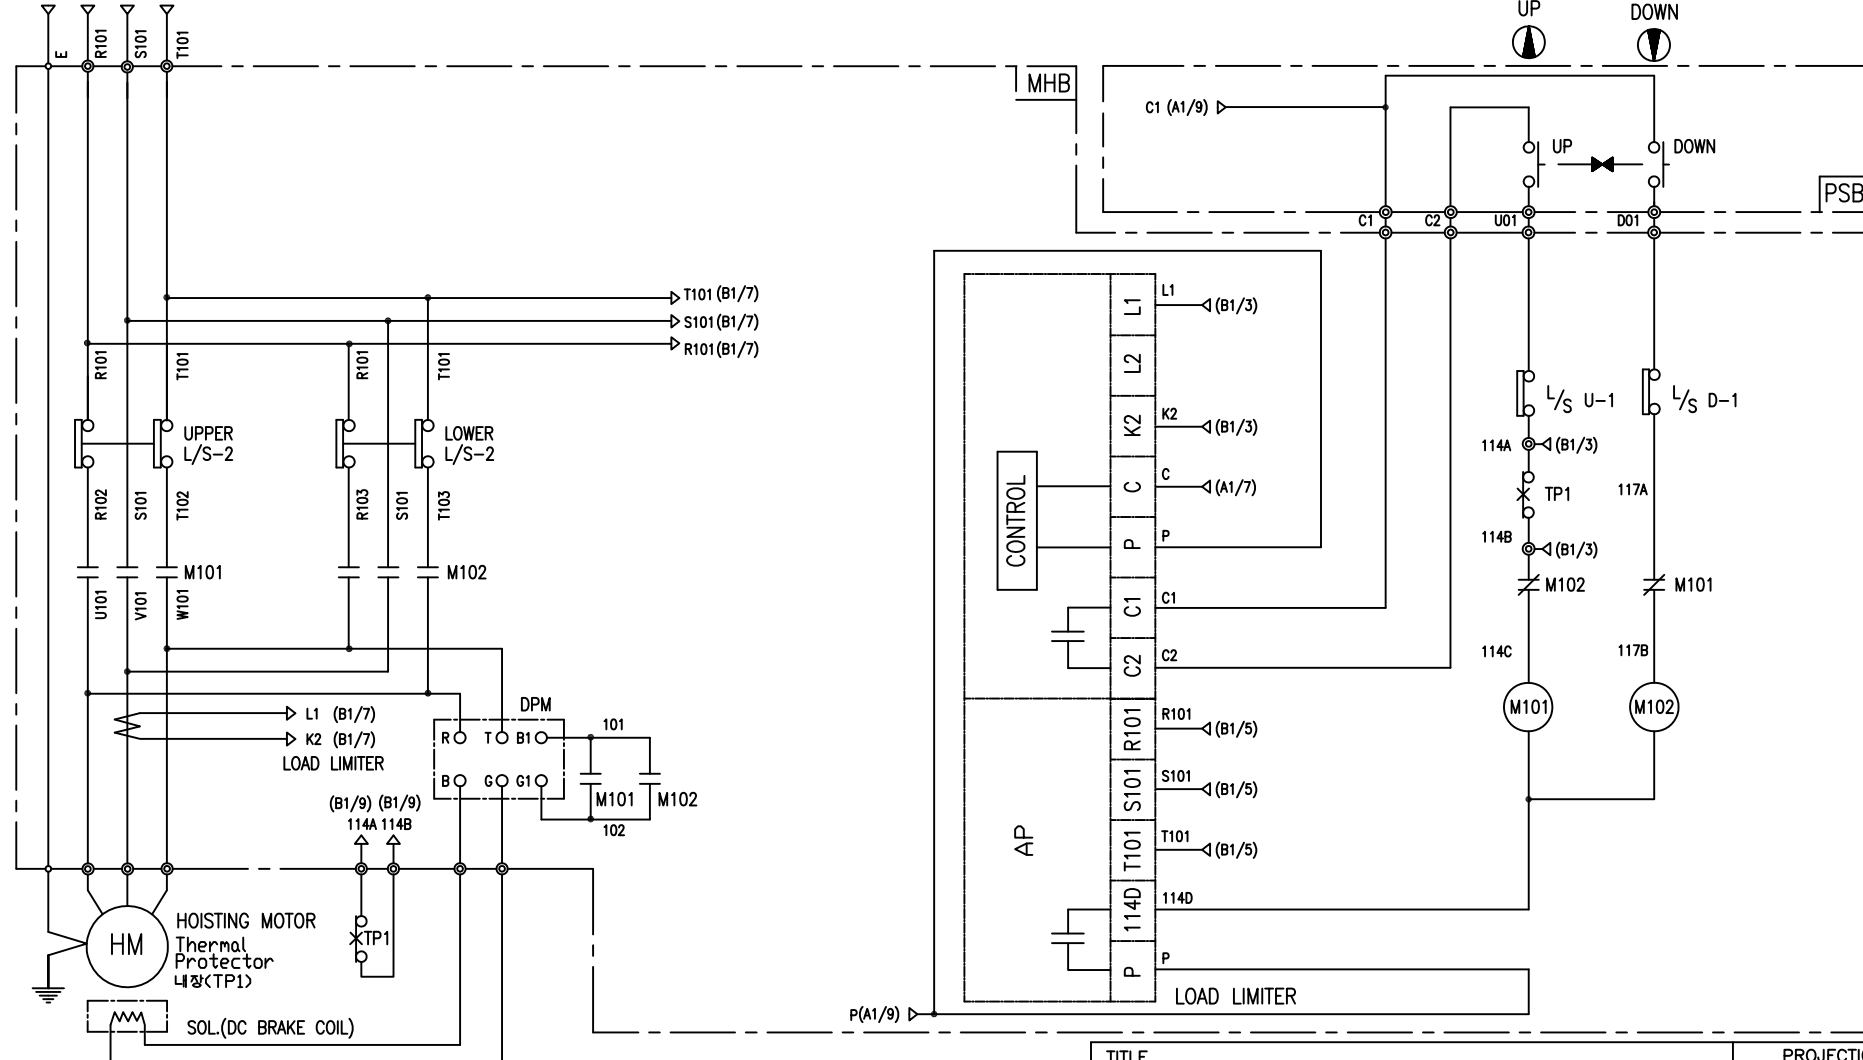 UP
DOWN
E
R101
S101
T101
MHB
C1 (A1/9)
UP
DOWN
PSB
C1
C2
U01
D01
T101 (B1/7)
S101 (B1/7)
R101 (B1/7)
R101
T101
R101
T101
L1
L1
(B1/3)
L2
UPPER
L/S-2
LOWER
L/S-2
K2
K2
(B1/3)
L/S U-1
L/S D-1
114A
(B1/3)
R102
S101
T102
R103
S101
T103
CONTROL
C
C
(A1/7)
TP1
117A
P
P
114B
(B1/3)
M101
M102
M102
M101
U101
V101
W101
C1
C1
C2
C2
114C
117B
L1 (B1/7)
K2 (B1/7)
LOAD LIMITER
DPM
R
T
B1
101
B
G
G1
M101
M102
102
R101
R101
(B1/5)
M101
M102
S101
S101
(B1/5)
(B1/9) (B1/9)
114A 114B
AP
T101
T101
(B1/5)
114D
114D
HM
HOISTING MOTOR
Thermal
Protector
내장(TP1)
TP1
P
P
LOAD LIMITER
P(A1/9)
SOL.(DC BRAKE COIL)
TITLE
PROJECTIO